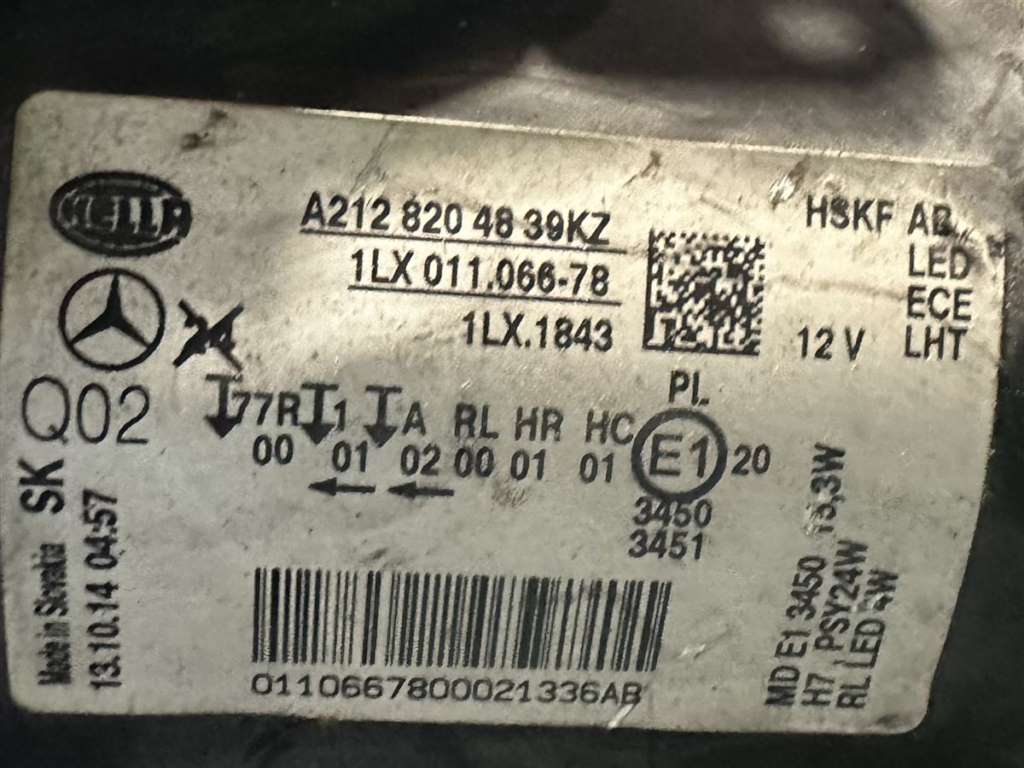 HELLA
A212 820 48 39KZ
1LX 011.066-78
1LX.1843
HSKF AB
LED
ECE
12 V LHT
24
Q02
77R 1 A RL HR HC
00 01 02 00 01 01
PL
E1 20
3450
3451
SK
Made in Slovakia
13.10.14 04:57
0110667800021336AB
MD E1 3450
H7 / PSY24W
RL LED